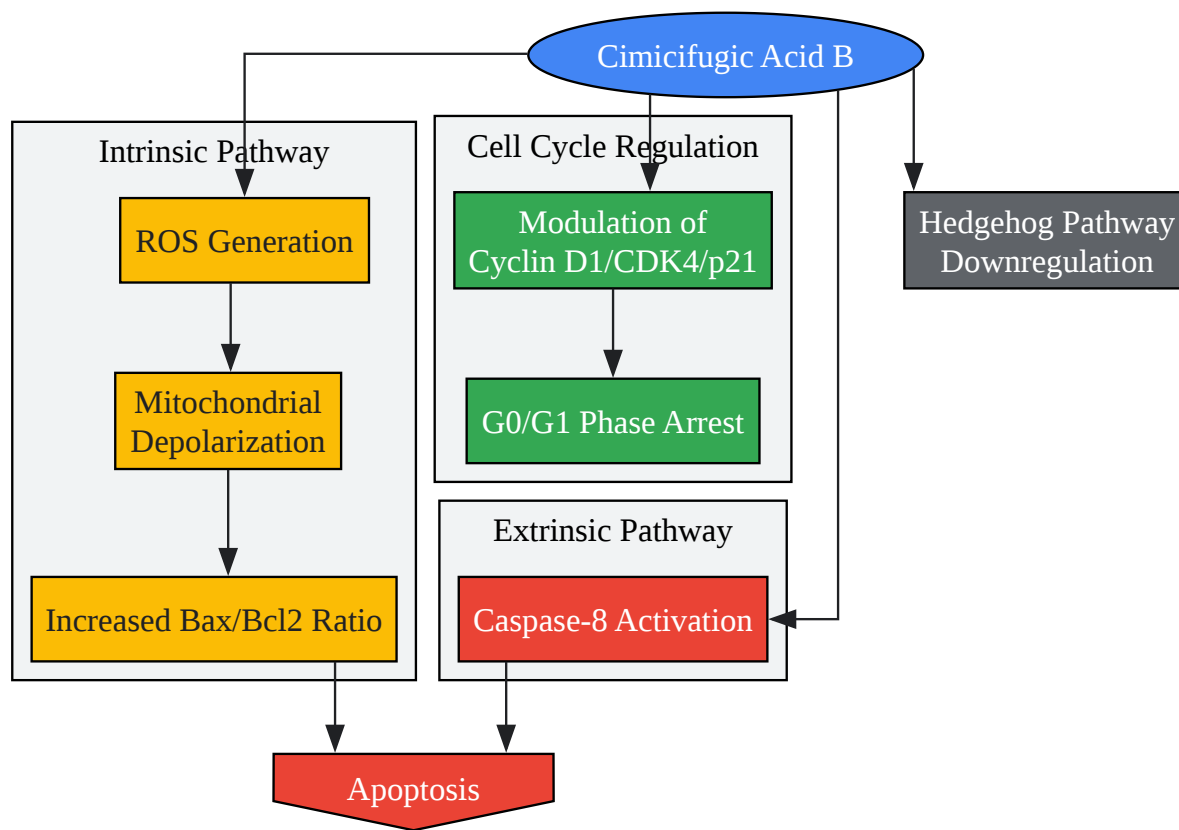 Cimicifugic Acid B
Intrinsic Pathway
ROS Generation
Mitochondrial
Depolarization
Increased Bax/Bcl2 Ratio
Cell Cycle Regulation
Modulation of
Cyclin D1/CDK4/p21
G0/G1 Phase Arrest
Extrinsic Pathway
Caspase-8 Activation
Hedgehog Pathway
Downregulation
Apoptosis